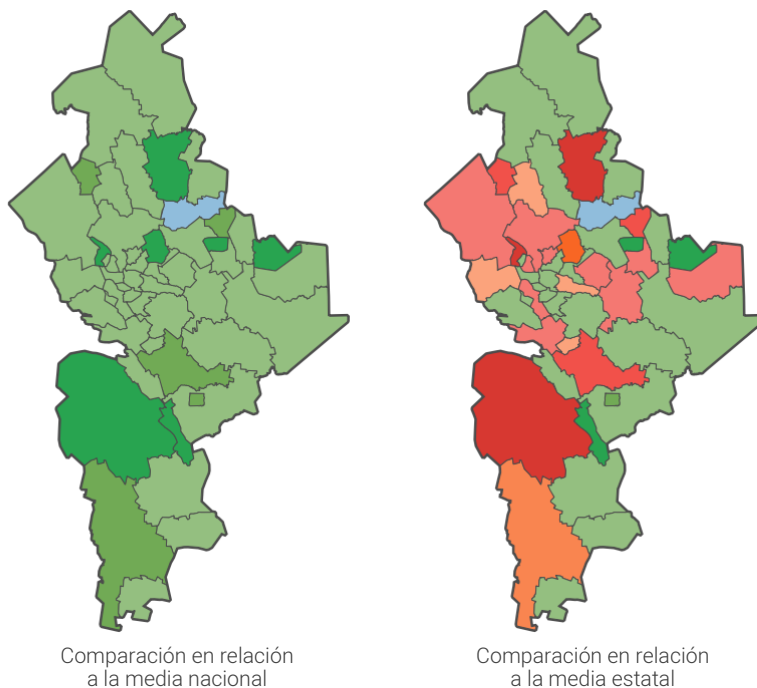 Comparación en relación
a la media nacional
Comparación en relación
a la media estatal